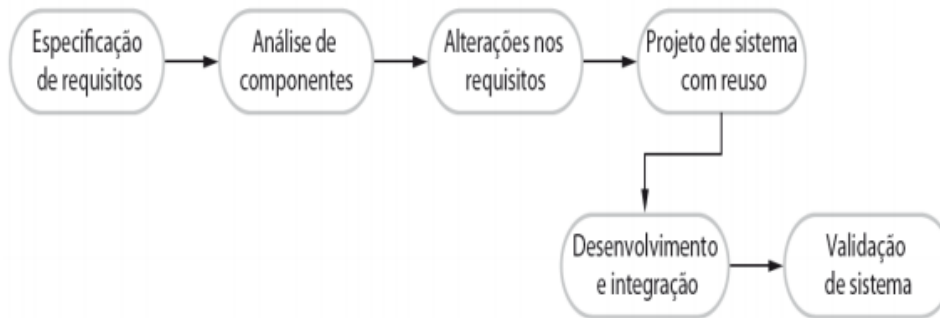 Especificação
de requisitos
Análise de
componentes
Alterações nos
requisitos
Projeto de sistema
com reuso
Desenvolvimento
e integração
Validação
de sistema